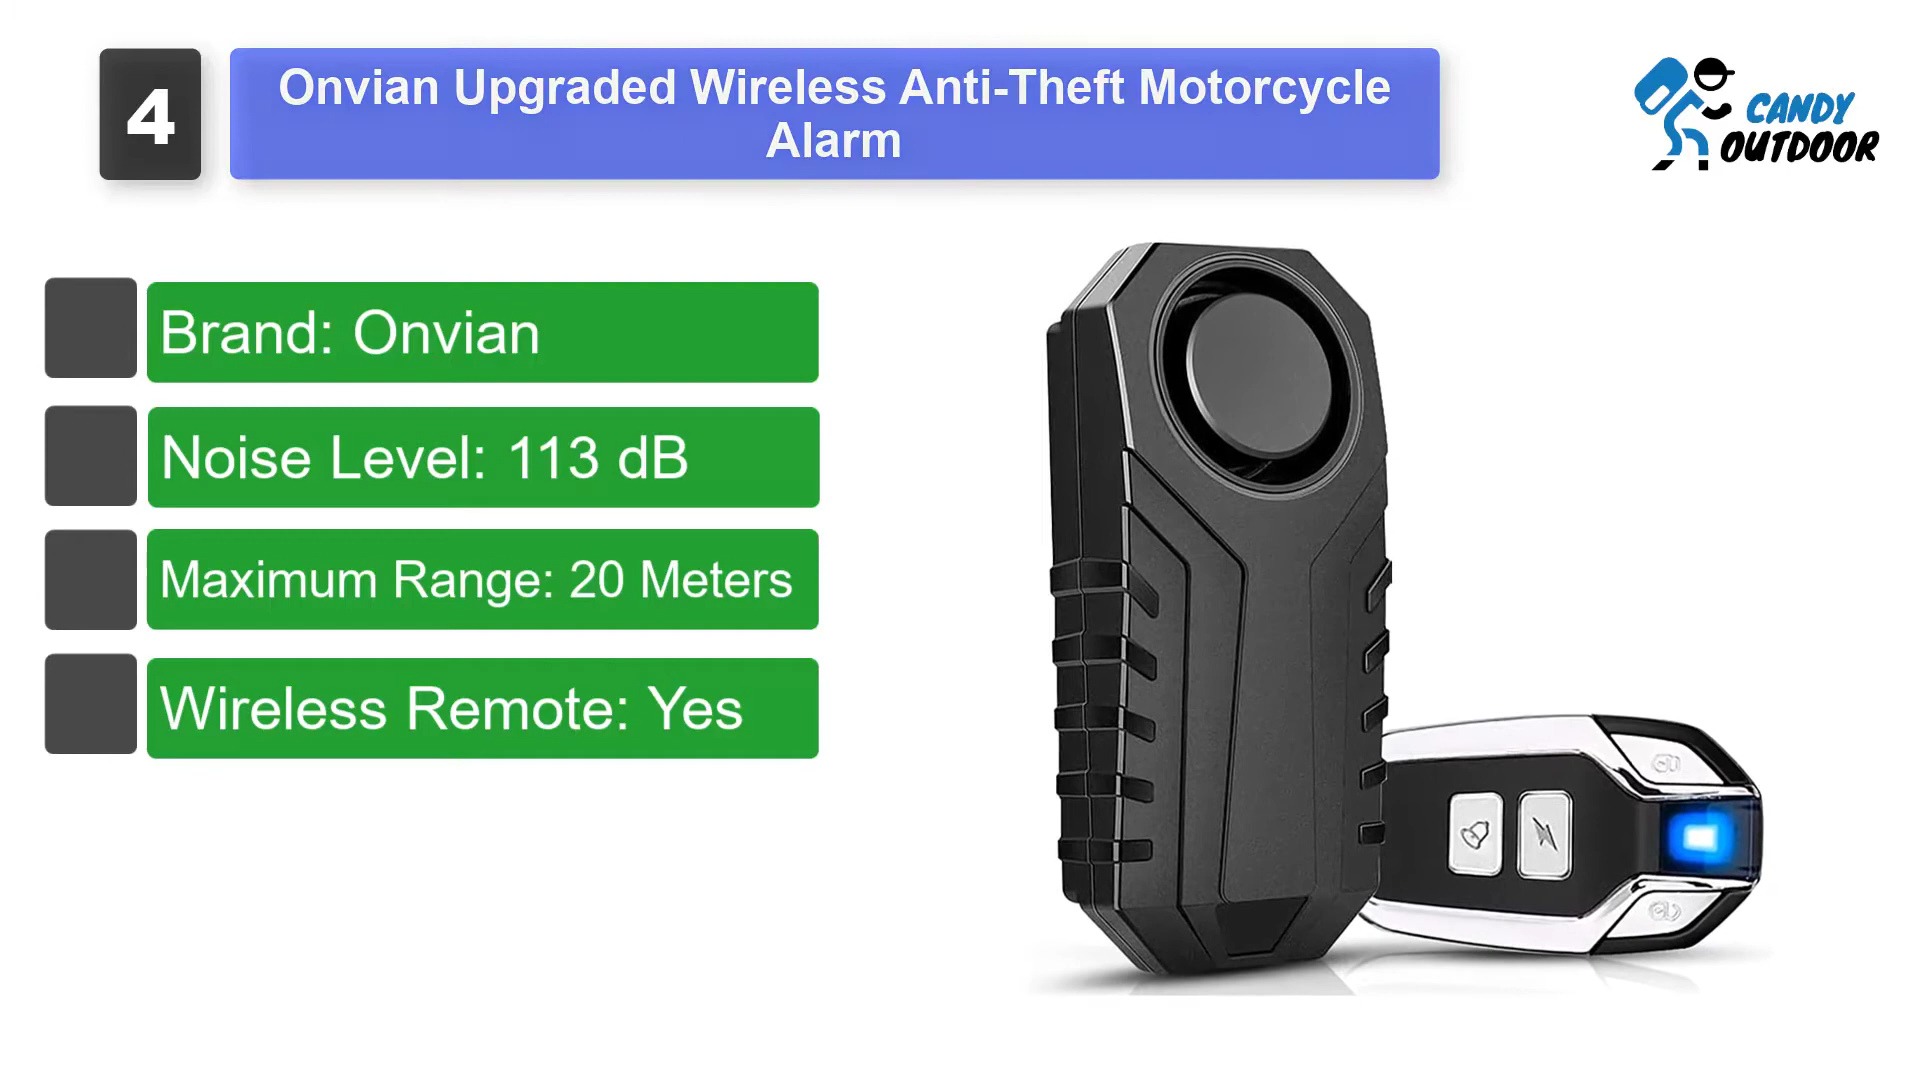 4
Onvian Upgraded Wireless Anti-Theft Motorcycle
Alarm
CANDY
OUTDOOR
Brand: Onvian
Noise Level: 113 dB
Maximum Range: 20 Meters
Wireless Remote: Yes